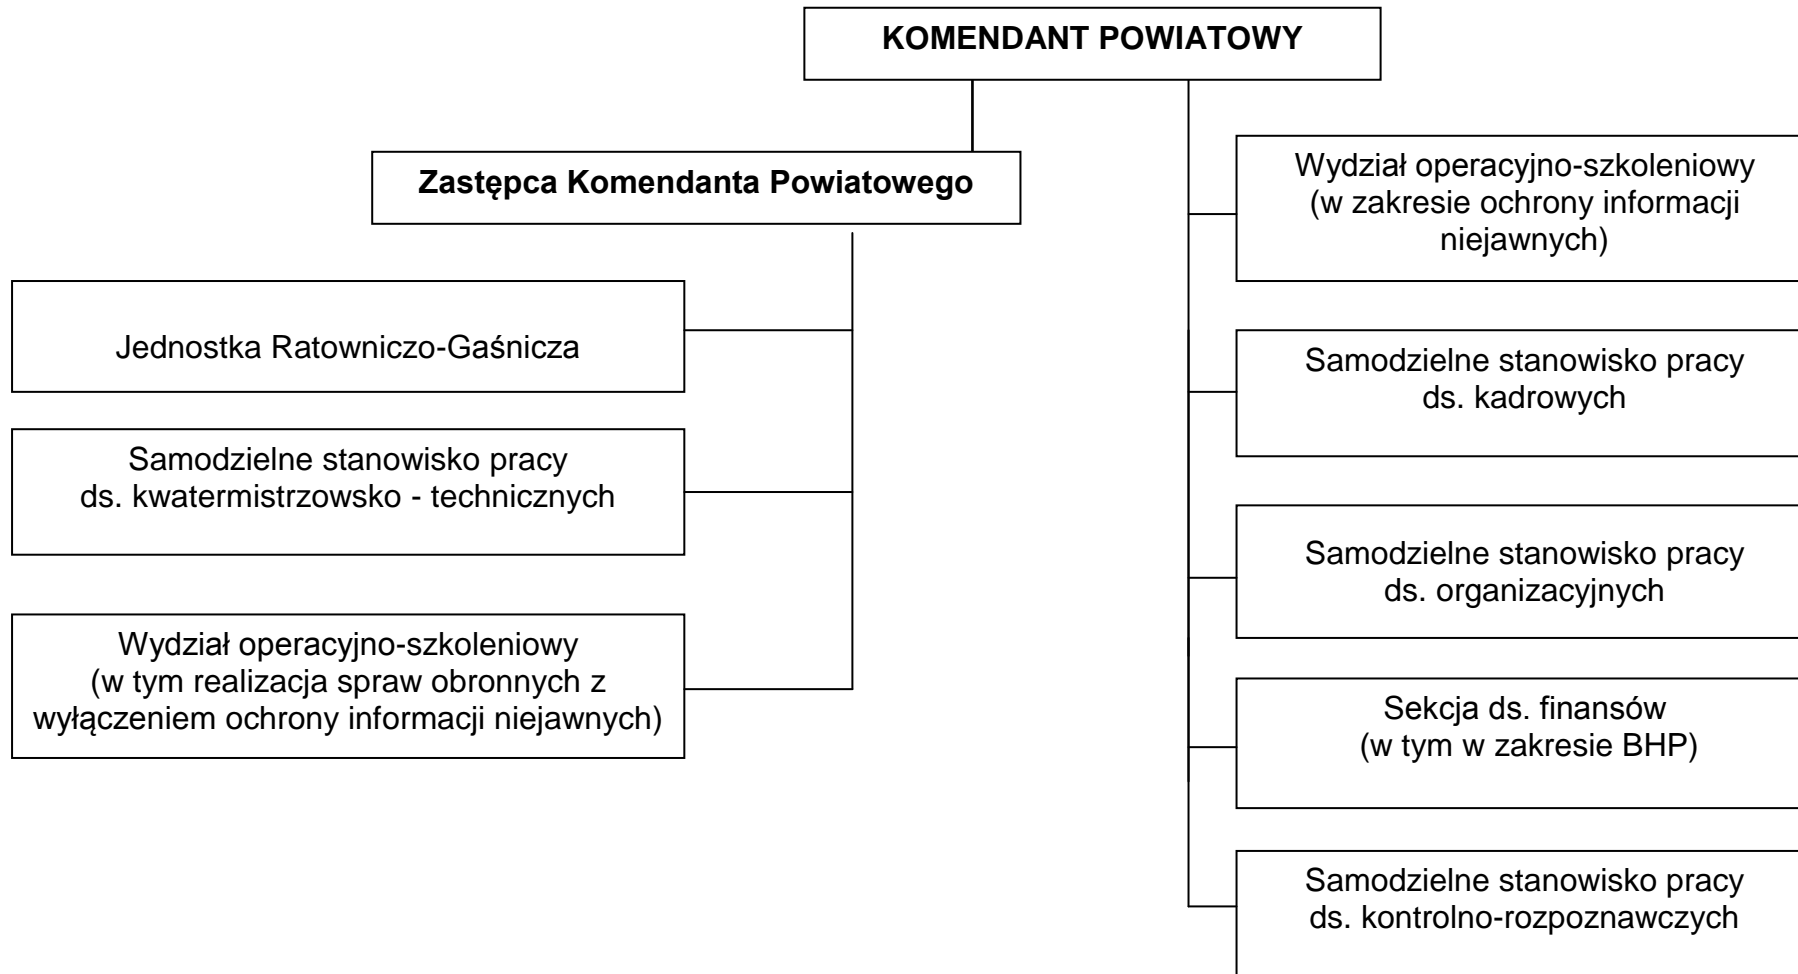 KOMENDANT POWIATOWY
Zastępca Komendanta Powiatowego
Jednostka Ratowniczo-Gaśnicza
Samodzielne stanowisko pracy
ds. kwatermistrzowsko - technicznych
Wydział operacyjno-szkoleniowy
(w tym realizacja spraw obronnych z
wyłączeniem ochrony informacji niejawnych)
Wydział operacyjno-szkoleniowy
(w zakresie ochrony informacji
niejawnych)
Samodzielne stanowisko pracy
ds. kadrowych
Samodzielne stanowisko pracy
ds. organizacyjnych
Sekcja ds. finansów
(w tym w zakresie BHP)
Samodzielne stanowisko pracy
ds. kontrolno-rozpoznawczych